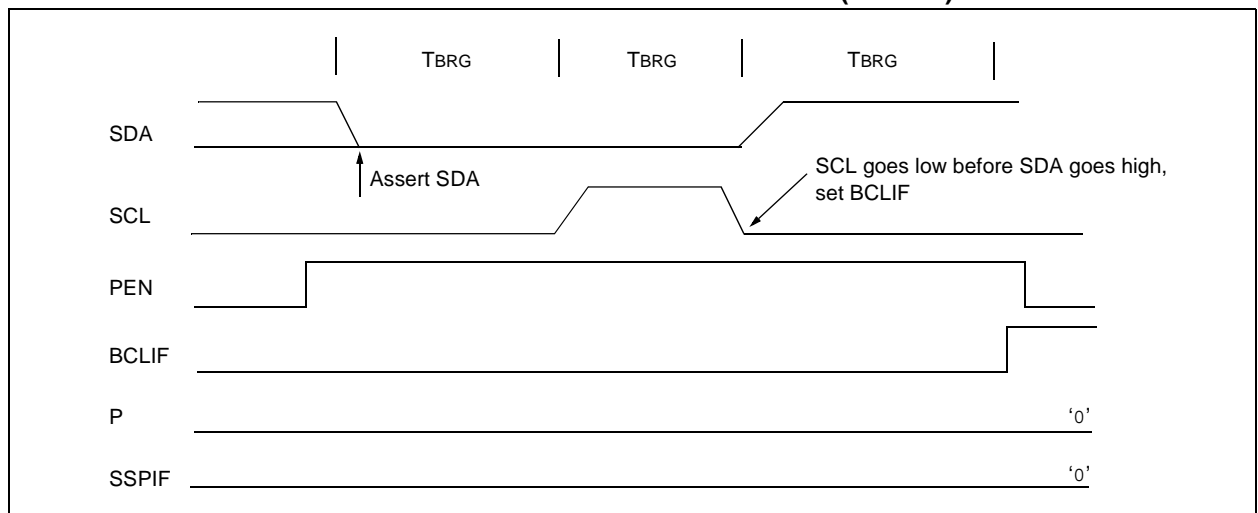 TBRG TBRG TBRG
SDA
Assert SDA
SCL goes low before SDA goes high,
set BCLIF
SCL
PEN
BCLIF
P '0'
SSPIF '0'